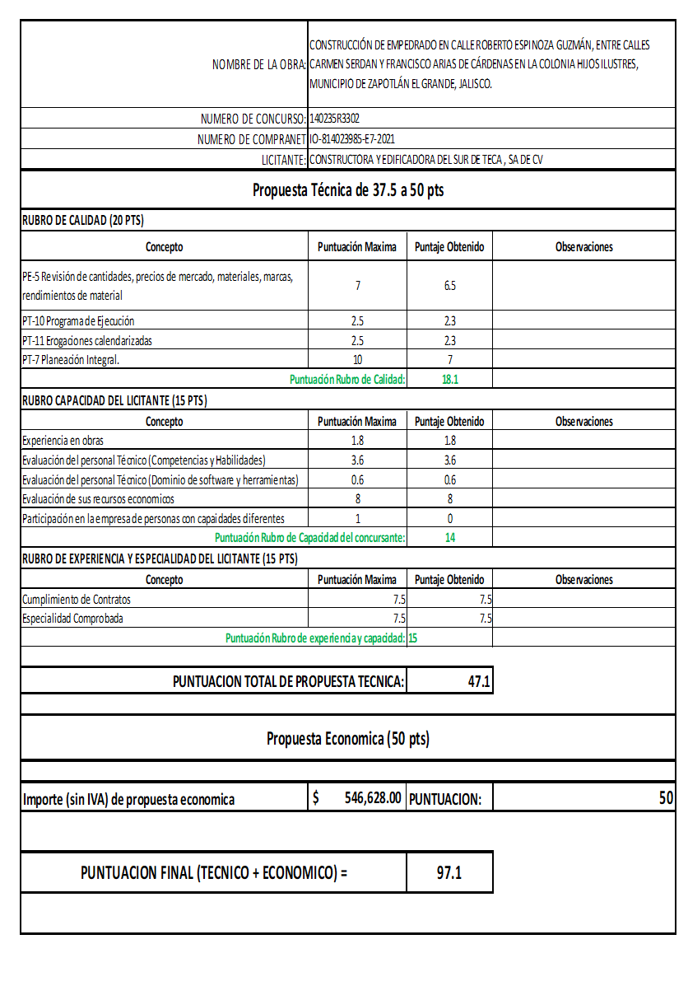 NOMBRE DE LA OBRA: CONSTRUCCIÓN DE EMPEDRADO EN CALLE ROBERTO ESPINOZA GUZMÁN, ENTRE CALLES
CARMEN SERDAN Y FRANCISCO ARIAS DE CÁRDENAS EN LA COLONIA HIJOS ILUSTRES,
MUNICIPIO DE ZAPOTLÁN EL GRANDE, JALISCO.
NUMERO DE CONCURSO: 140235R3302
NUMERO DE COMPRANET IO-814023985-E7-2021
LICITANTE: CONSTRUCTORA Y EDIFICADORA DEL SUR DE TECA , SA DE CV
Propuesta Técnica de 37.5 a 50 pts
RUBRO DE CALIDAD (20 PTS)
Concepto Puntuación Maxima Puntaje Obtenido Observaciones
PE-5 Revisión de cantidades, precios de mercado, materiales, marcas,
rendimientos de material 7 6.5
PT-10 Programa de Ejecución 2.5 2.3
PT-11 Erogaciones calendarizadas 2.5 2.3
PT-7 Planeación Integral. 10 7
Puntuación Rubro de Calidad: 18.1
RUBRO CAPACIDAD DEL LICITANTE (15 PTS)
Concepto Puntuación Maxima Puntaje Obtenido Observaciones
Experiencia en obras 1.8 1.8
Evaluación del personal Técnico (Competencias y Habilidades) 3.6 3.6
Evaluación del personal Técnico (Dominio de software y herramientas) 0.6 0.6
Evaluación de sus recursos economicos 8 8
Participación en la empresa de personas con capaidades diferentes 1 0
Puntuación Rubro de Capacidad del concursante: 14
RUBRO DE EXPERIENCIA Y ESPECIALIDAD DEL LICITANTE (15 PTS)
Concepto Puntuación Maxima Puntaje Obtenido Observaciones
Cumplimiento de Contratos 7.5 7.5
Especialidad Comprobada 7.5 7.5
Puntuación Rubro de experiencia y capacidad: 15
PUNTUACION TOTAL DE PROPUESTA TECNICA: 47.1
Propuesta Economica (50 pts)
Importe (sin IVA) de propuesta economica $ 546,628.00 PUNTUACION: 50
PUNTUACION FINAL (TECNICO + ECONOMICO) = 97.1